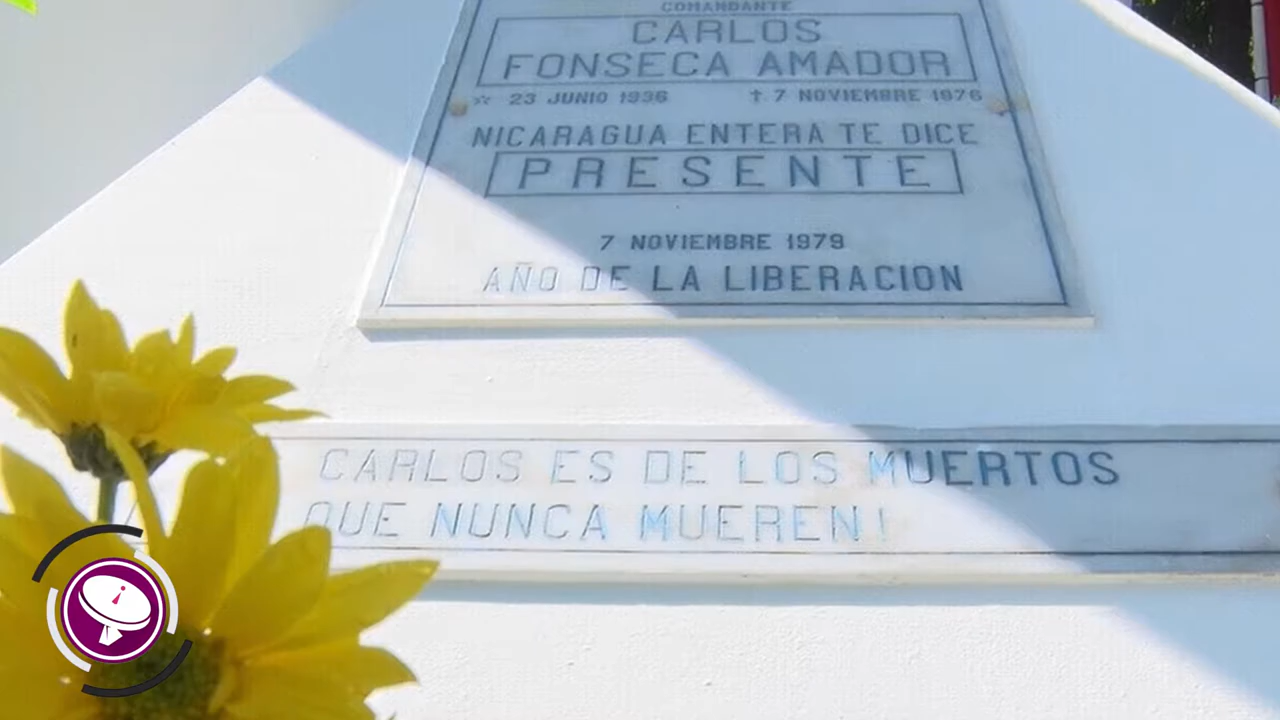 COMANDANTE
CARLOS
FONSECA AMADOR
☆ 23 JUNIO 1936 † 7 NOVIEMBRE 1976
NICARAGUA ENTERA TE DICE
PRESENTE
7 NOVIEMBRE 1979
AÑO DE LA LIBERACION
CARLOS ES DE LOS MUERTOS
QUE NUNCA MUEREN!